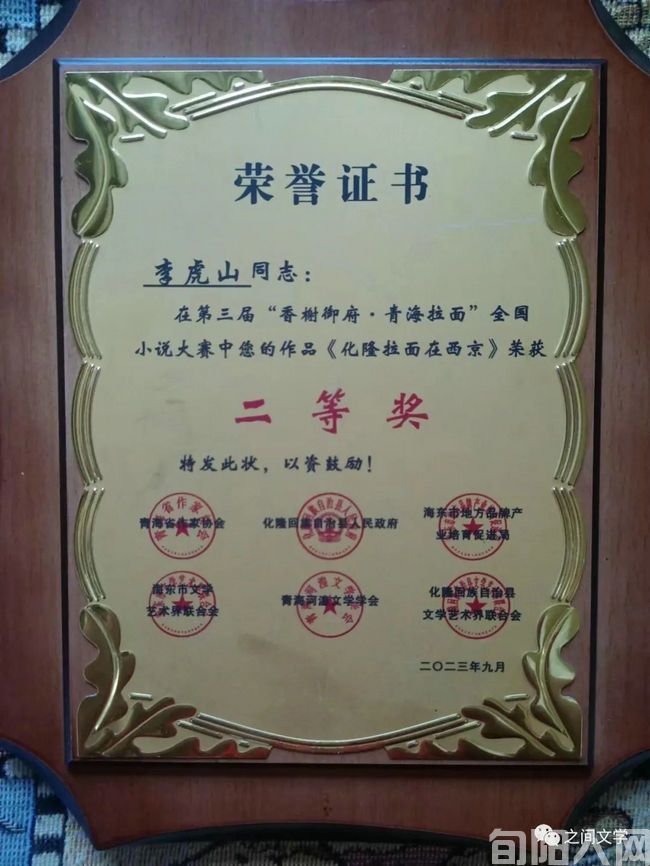 荣誉证书
李虎山同志：
在第三届“香榭御府·青海拉面”全国
小说大赛中您的作品《化隆拉面在西京》荣获
二等奖
特发此状，以资鼓励！
青海省作家协会
化隆回族自治县人民政府
海东市地方品牌产
业培育促进局
海东市文学
艺术界联合会
青海河湟文学学会
化隆回族自治县
文学艺术界联合会
二〇二三年九月
之间文学
旬阳人网